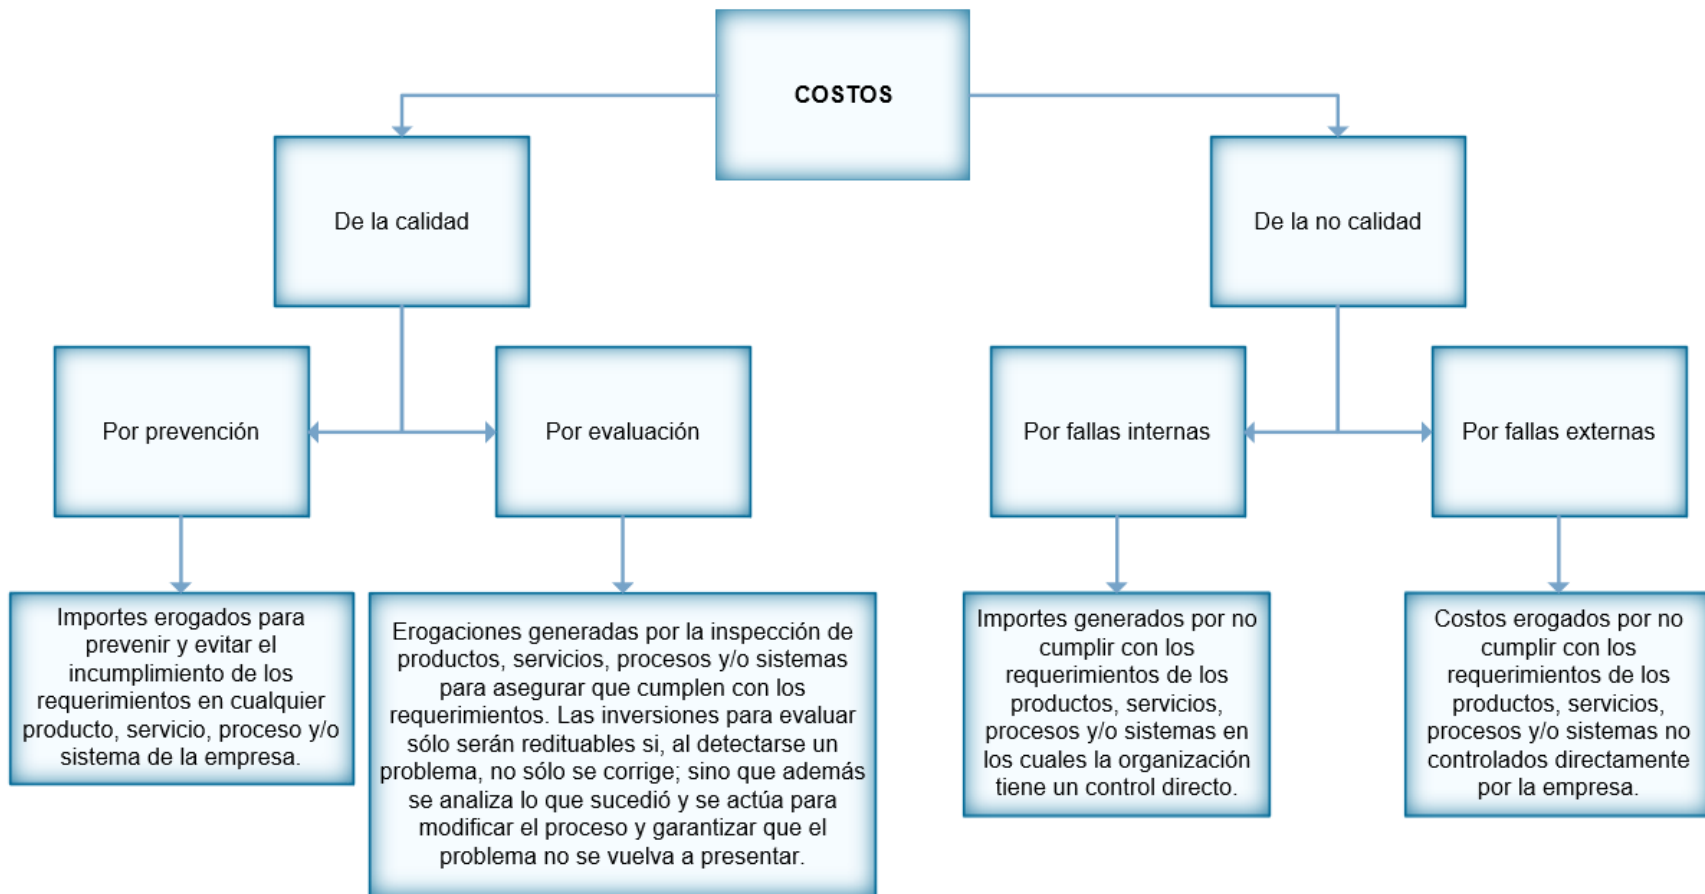 COSTOS
De la calidad
De la no calidad
Por prevención
Por evaluación
Por fallas internas
Por fallas externas
Importes erogados para
prevenir y evitar el
incumplimiento de los
requerimientos en cualquier
producto, servicio, proceso y/o
sistema de la empresa.
Erogaciones generadas por la inspección de
productos, servicios, procesos y/o sistemas
para asegurar que cumplen con los
requerimientos. Las inversiones para evaluar
sólo serán redituables si, al detectarse un
problema, no sólo se corrige; sino que además
se analiza lo que sucedió y se actúa para
modificar el proceso y garantizar que el
problema no se vuelva a presentar.
Importes generados por no
cumplir con los
requerimientos de los
productos, servicios,
procesos y/o sistemas en
los cuales la organización
tiene un control directo.
Costos erogados por no
cumplir con los
requerimientos de los
productos, servicios,
procesos y/o sistemas no
controlados directamente
por la empresa.